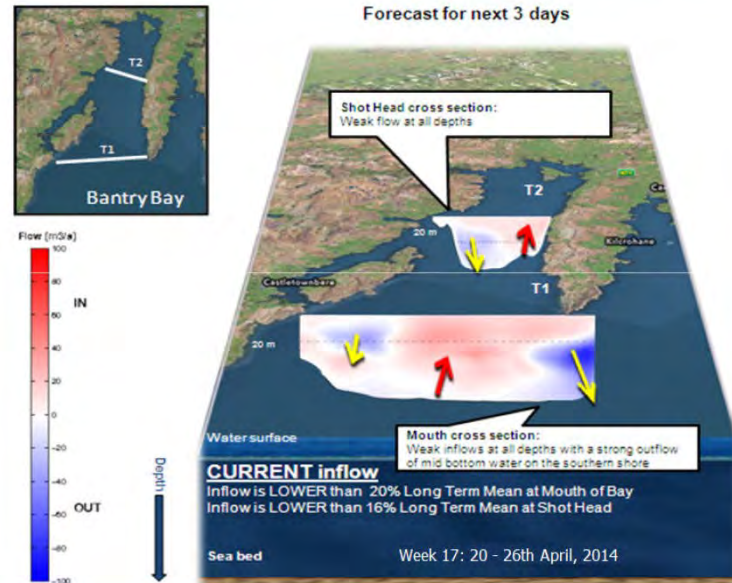 Forecast for next 3 days
T2
T1
Bantry Bay
Shot Head cross section:
Weak flow at all depths
T2
20 m
Kilcrohane
Castletownbere
T1
20 m
Flow [m3/s]
100
80
60
40
20
0
-20
-40
-60
-80
-100
IN
OUT
Depth
Water surface
Mouth cross section:
Weak inflows at all depths with a strong outflow
of mid bottom water on the southern shore
CURRENT inflow
Inflow is LOWER than 20% Long Term Mean at Mouth of Bay
Inflow is LOWER than 16% Long Term Mean at Shot Head
Sea bed
Week 17: 20 - 26th April, 2014